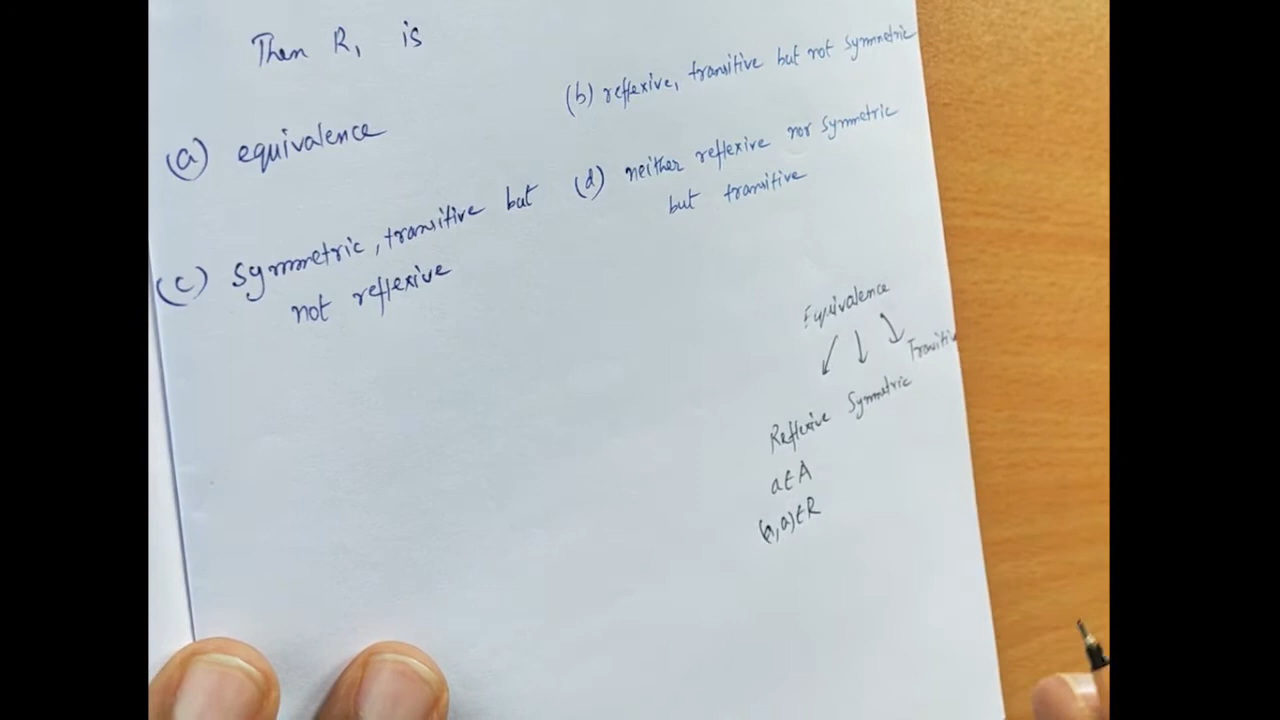 Then R₁ is
(a) equivalence
(b) reflexive, transitive but not symmetric
(c) symmetric, transitive but
not reflexive
(d) neither reflexive nor symmetric
but transitive
Equivalence
Reflexive Symmetric Transitive
a∈A
(a,a)∈R